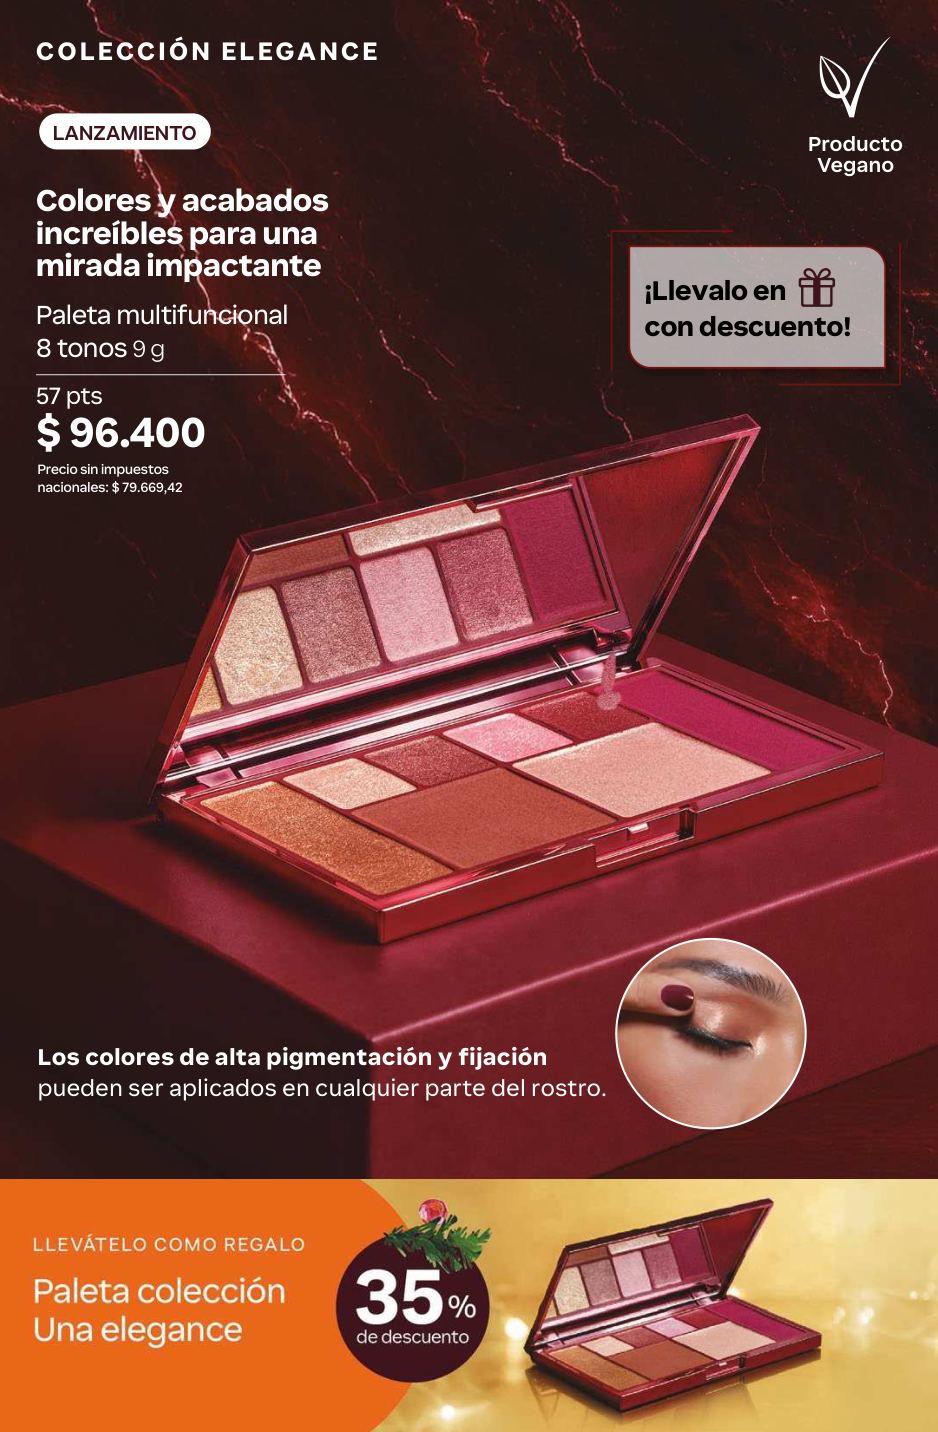 COLECCIÓN ELEGANCE
LANZAMIENTO
Colores y acabados
increíbles para una
mirada impactante
Paleta multifuncional
8 tonos 9 g
57 pts
$ 96.400
Precio sin impuestos
nacionales: $ 79.669,42
Producto
Vegano
¡Llevalo en
con descuento!
Los colores de alta pigmentación y fijación
pueden ser aplicados en cualquier parte del rostro.
LLEVÁTELO COMO REGALO
Paleta colección
Una elegance
35%
de descuento